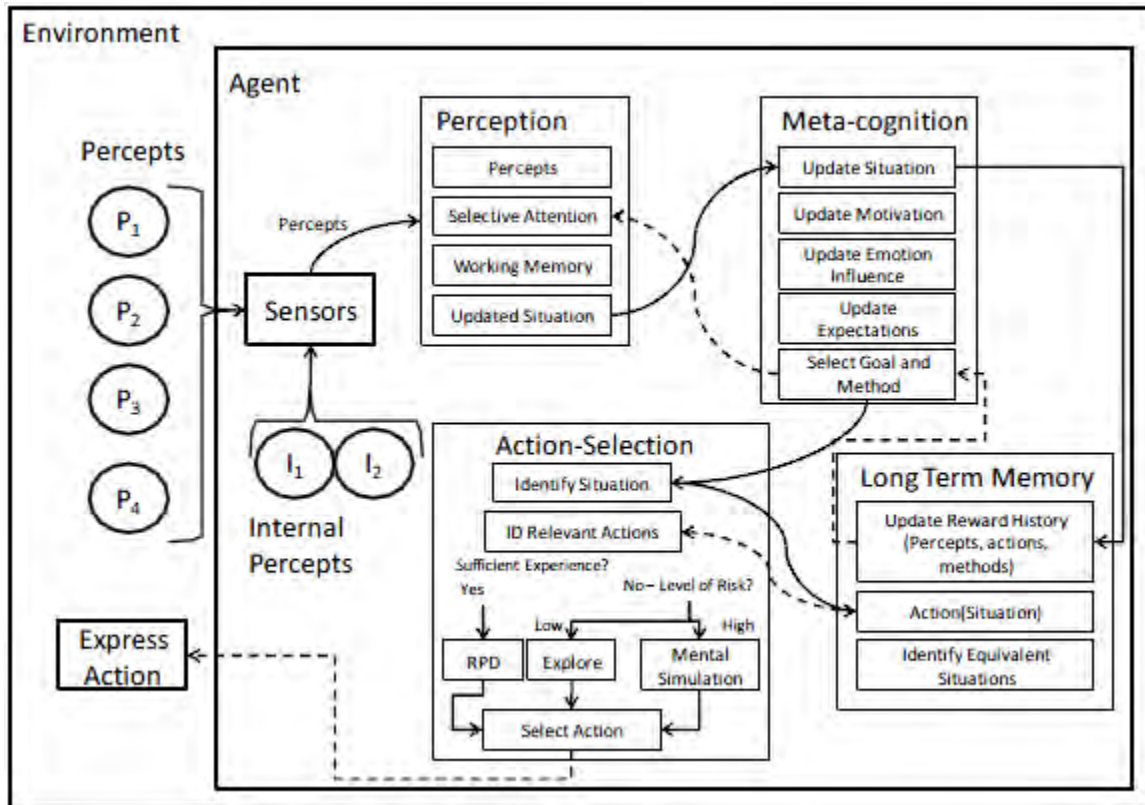 Environment
Agent
Percepts
P1
P2
P3
P4
Percepts
Sensors
I1
I2
Internal
Percepts
Express
Action
Perception
Percepts
Selective Attention
Working Memory
Updated Situation
Meta-cognition
Update Situation
Update Motivation
Update Emotion
Influence
Update
Expectations
Select Goal and
Method
Action-Selection
Identify Situation
ID Relevant Actions
Sufficient Experience?
Yes
No – Level of Risk?
Low
High
RPD
Explore
Mental
Simulation
Select Action
Long Term Memory
Update Reward History
(Percepts, actions,
methods)
Action(Situation)
Identify Equivalent
Situations